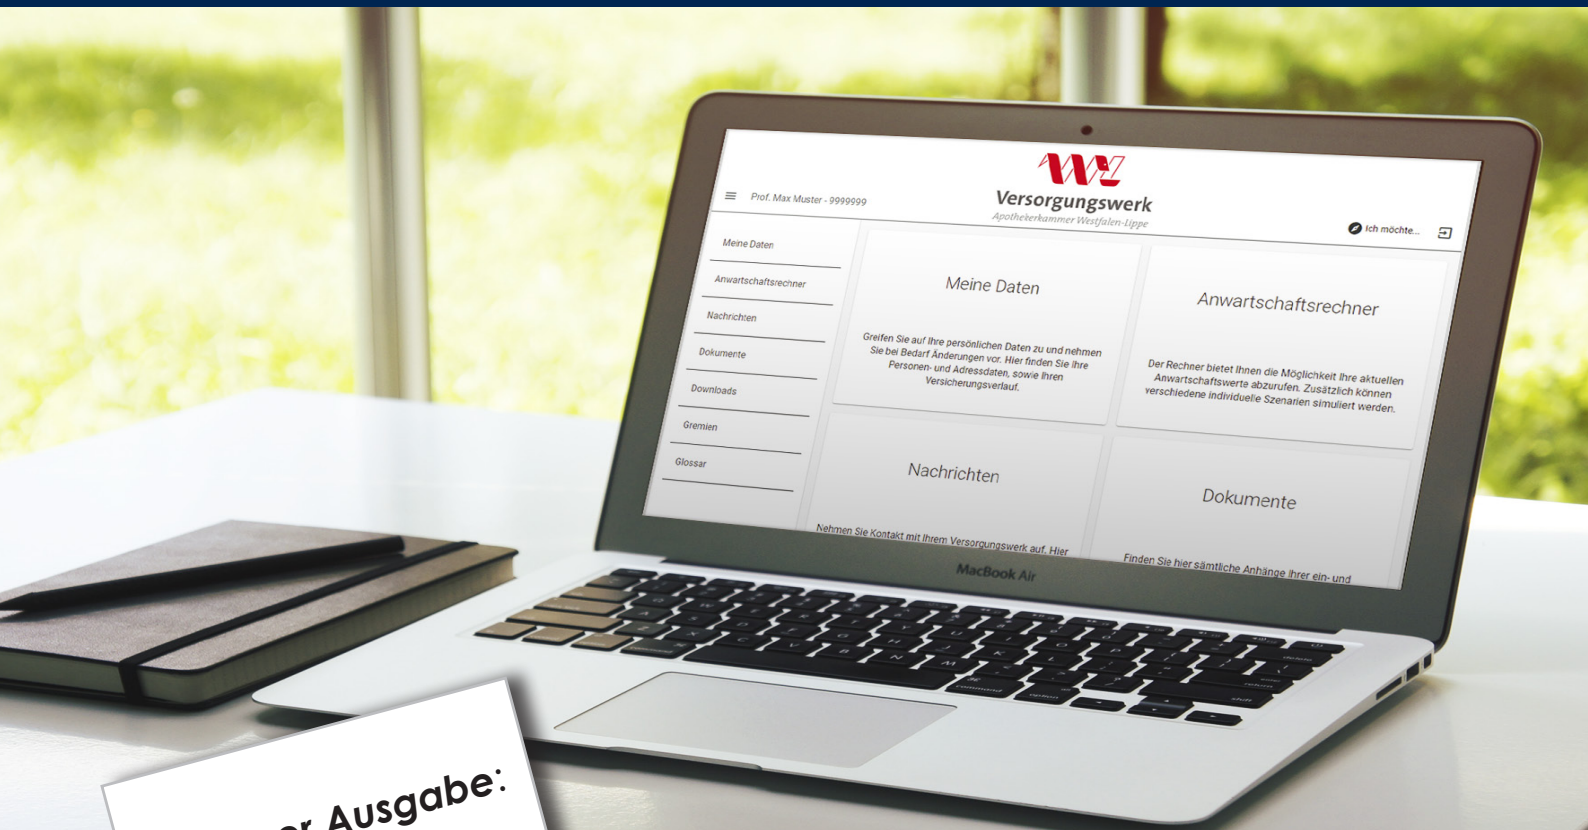 Versorgungswerk
Apothekerkammer Westfalen-Lippe
Prof. Max Muster - 9999999
Ich möchte...
Meine Daten
Anwartschaftsrechner
Nachrichten
Dokumente
Downloads
Gremien
Glossar
Meine Daten
Greifen Sie auf Ihre persönlichen Daten zu und nehmen
Sie bei Bedarf Änderungen vor. Hier finden Sie Ihre
Personen- und Adressdaten, sowie Ihren
Versicherungsverlauf.
Anwartschaftsrechner
Der Rechner bietet Ihnen die Möglichkeit Ihre aktuellen
Anwartschaftswerte abzurufen. Zusätzlich können
verschiedene individuelle Szenarien simuliert werden.
Nachrichten
Nehmen Sie Kontakt mit Ihrem Versorgungswerk auf. Hier
Dokumente
Finden Sie hier sämtliche Anhänge ihrer ein- und
MacBook Air
command
option
Ausgabe: